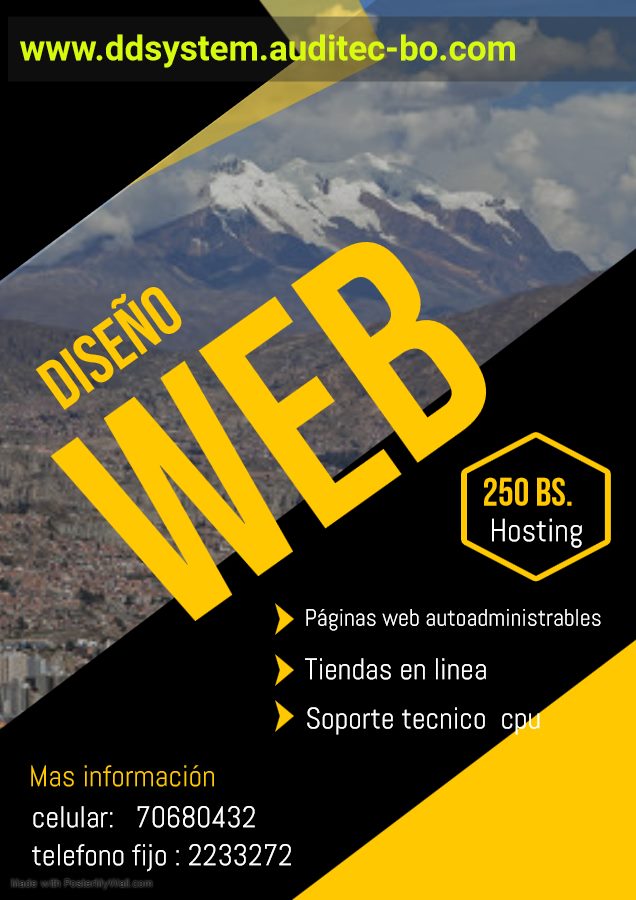 www.ddsystem.auditec-bo.com
DISEÑO
WEB
250 BS.
Hosting
Páginas web autoadministrables
Tiendas en linea
Soporte tecnico cpu
Mas información
celular: 70680432
telefono fijo : 2233272
Made with PosterMyWall.com